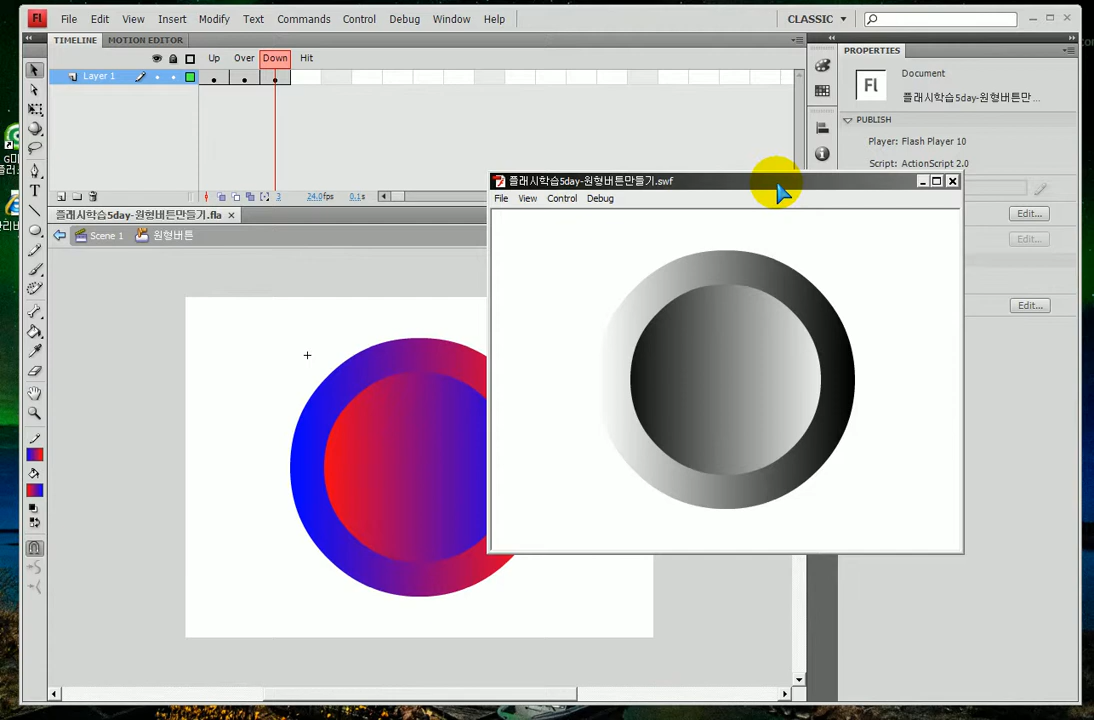 Fl File Edit View Insert Modify Text Commands Control Debug Window Help CLASSIC
TIMELINE MOTION EDITOR
Up Over Down Hit
Layer 1
3 24.0fps 0.1s
플래시학습5day-원형버튼만들기.fla
Scene 1 원형버튼
플래시학습5day-원형버튼만들기.swf
File View Control Debug
PROPERTIES
Fl
Document
플래시학습5day-원형버튼만...
PUBLISH
Player: Flash Player 10
Script: ActionScript 2.0
Edit...
Edit...
Edit...
T